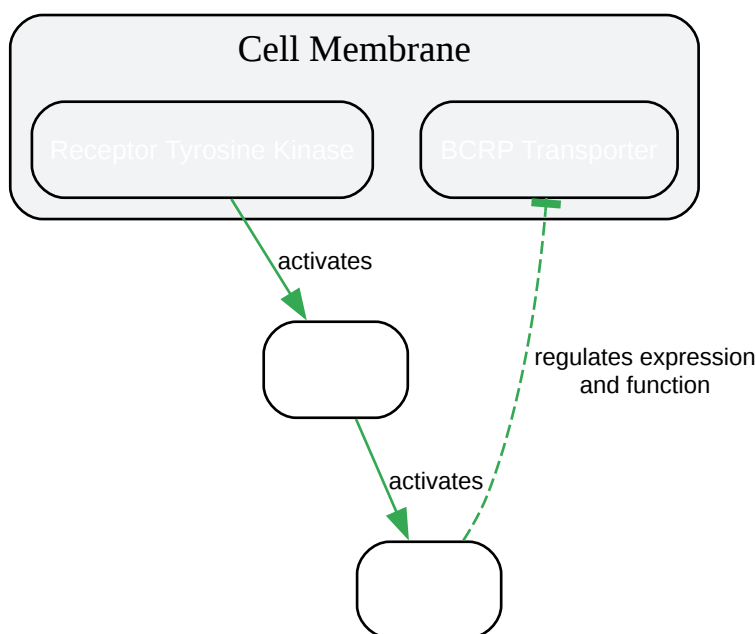 Cell Membrane
Receptor Tyrosine Kinase
BCRP Transporter
activates
regulates expression
and function
activates